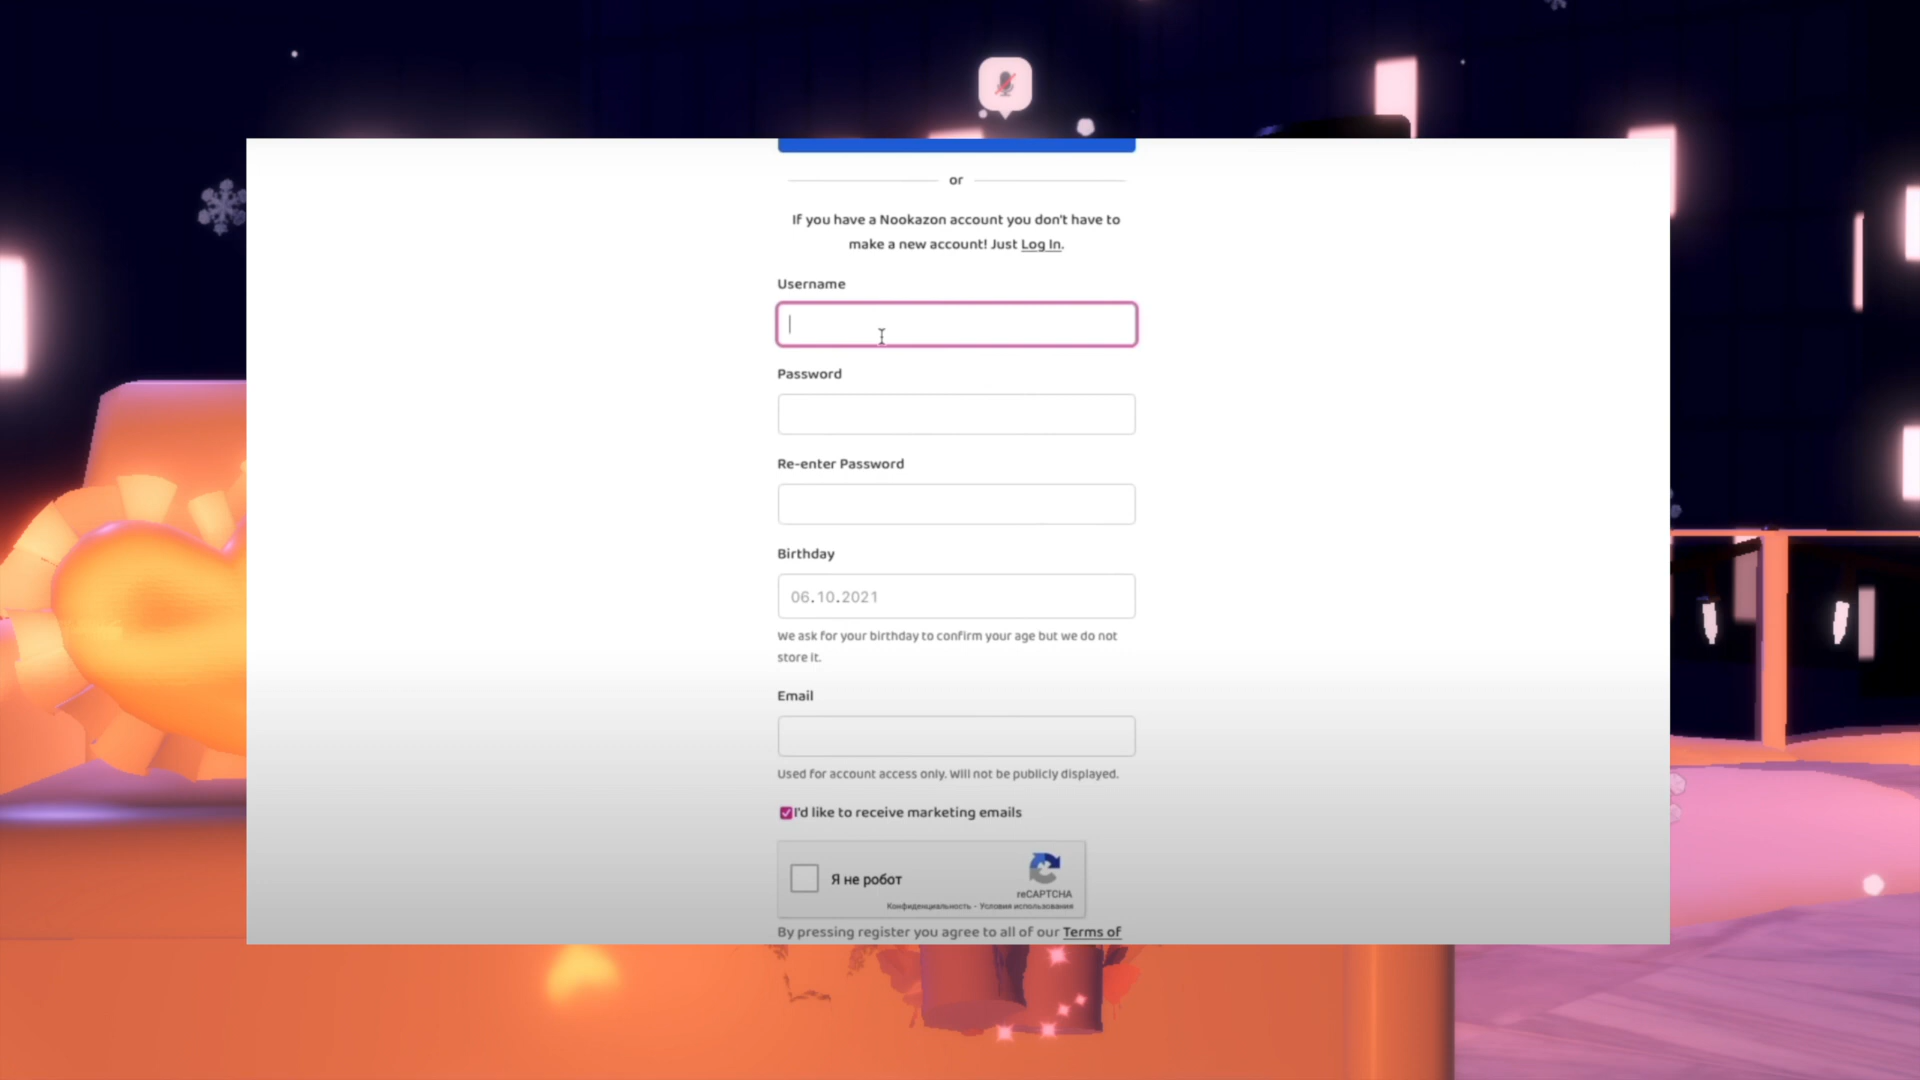 or
If you have a Nookazon account you don't have to
make a new account! Just Log In.
Username
Password
Re-enter Password
Birthday
06.10.2021
We ask for your birthday to confirm your age but we do not
store it.
Email
Used for account access only. Will not be publicly displayed.
I'd like to receive marketing emails
Я не робот
reCAPTCHA
Конфиденциальность - Условия использования
By pressing register you agree to all of our Terms of